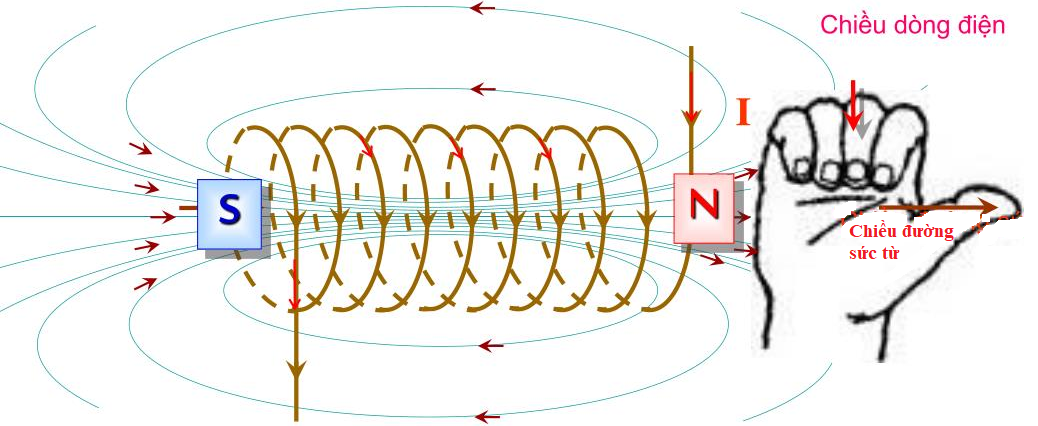 Chiều dòng điện
I
S
N
Chiều đường
sức từ